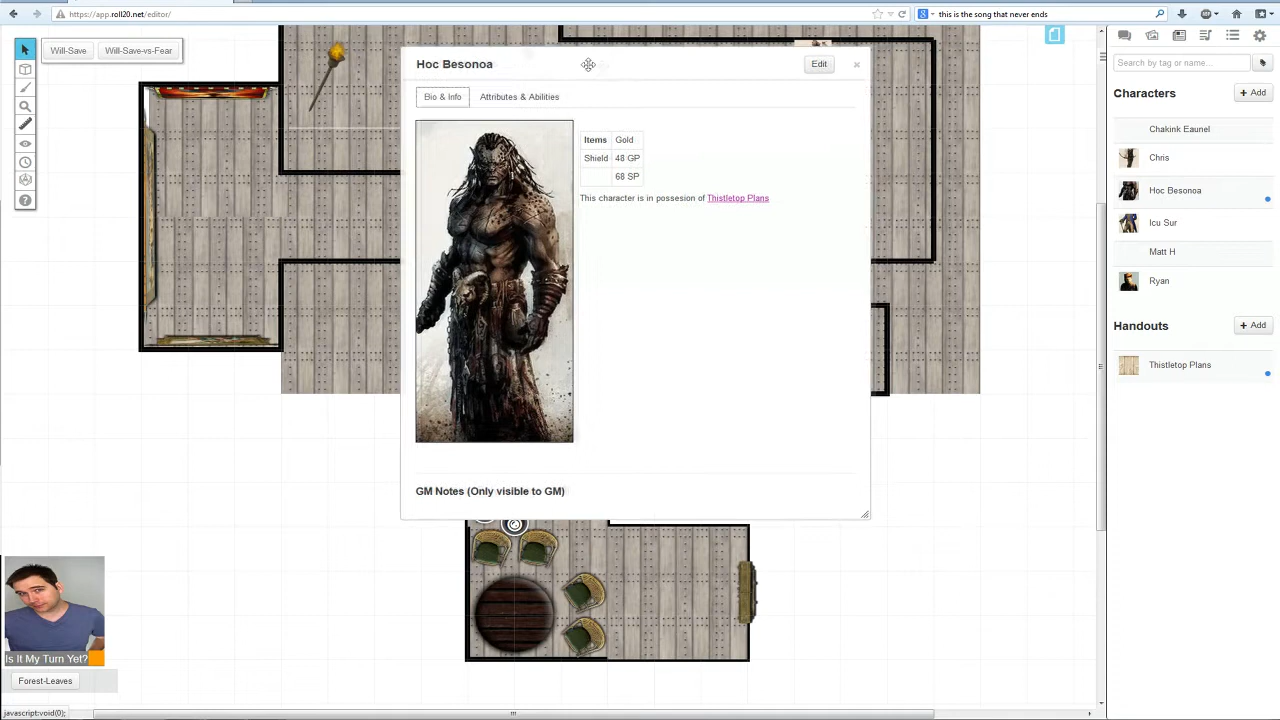 https://app.roll20.net/editor/
this is the song that never ends
Will-Save
Will-Save-vs-Fear
Hoc Besonoa
Edit
×
Bio & Info
Attributes & Abilities
Items Gold
Shield 48 GP
68 SP
This character is in possesion of Thistletop Plans
GM Notes (Only visible to GM)
Search by tag or name...
+ Add
Characters
+ Add
Chakink Eaunel
Chris
Hoc Besonoa
Icu Sur
Matt H
Ryan
Handouts
+ Add
Thistletop Plans
Is It My Turn Yet?
Forest-Leaves
javascript:void(0);